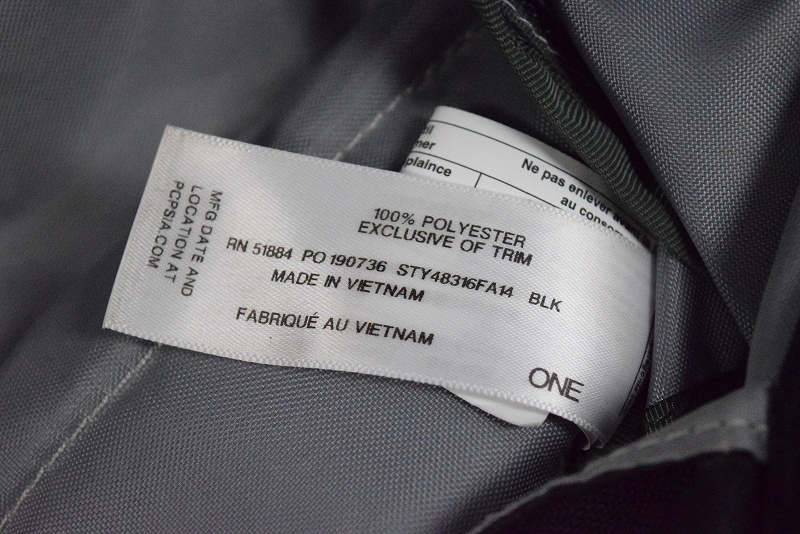 MFG DATE AND
LOCATION AT
PCPSIA.COM
100% POLYESTER
EXCLUSIVE OF TRIM
RN 51884 PO 190736 STY48316FA14 BLK
MADE IN VIETNAM
FABRIQUÉ AU VIETNAM
ONE
Ne pas enlever
au
plaince